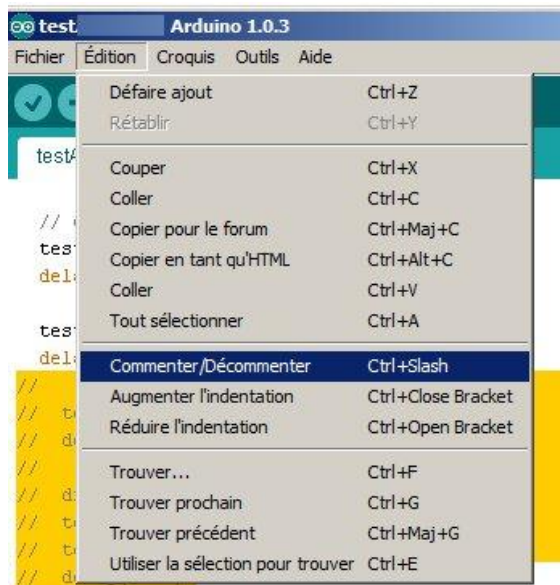 test Arduino 1.0.3
Fichier Édition Croquis Outils Aide
Défaire ajout Ctrl+Z
Rétablir Ctrl+Y
Couper Ctrl+X
Coller Ctrl+C
Copier pour le forum Ctrl+Maj+C
Copier en tant qu'HTML Ctrl+Alt+C
Coller Ctrl+V
Tout sélectionner Ctrl+A
Commenter/Décommenter Ctrl+Slash
Augmenter l'indentation Ctrl+Close Bracket
Réduire l'indentation Ctrl+Open Bracket
Trouver... Ctrl+F
Trouver prochain Ctrl+G
Trouver précédent Ctrl+Maj+G
Utiliser la sélection pour trouver Ctrl+E